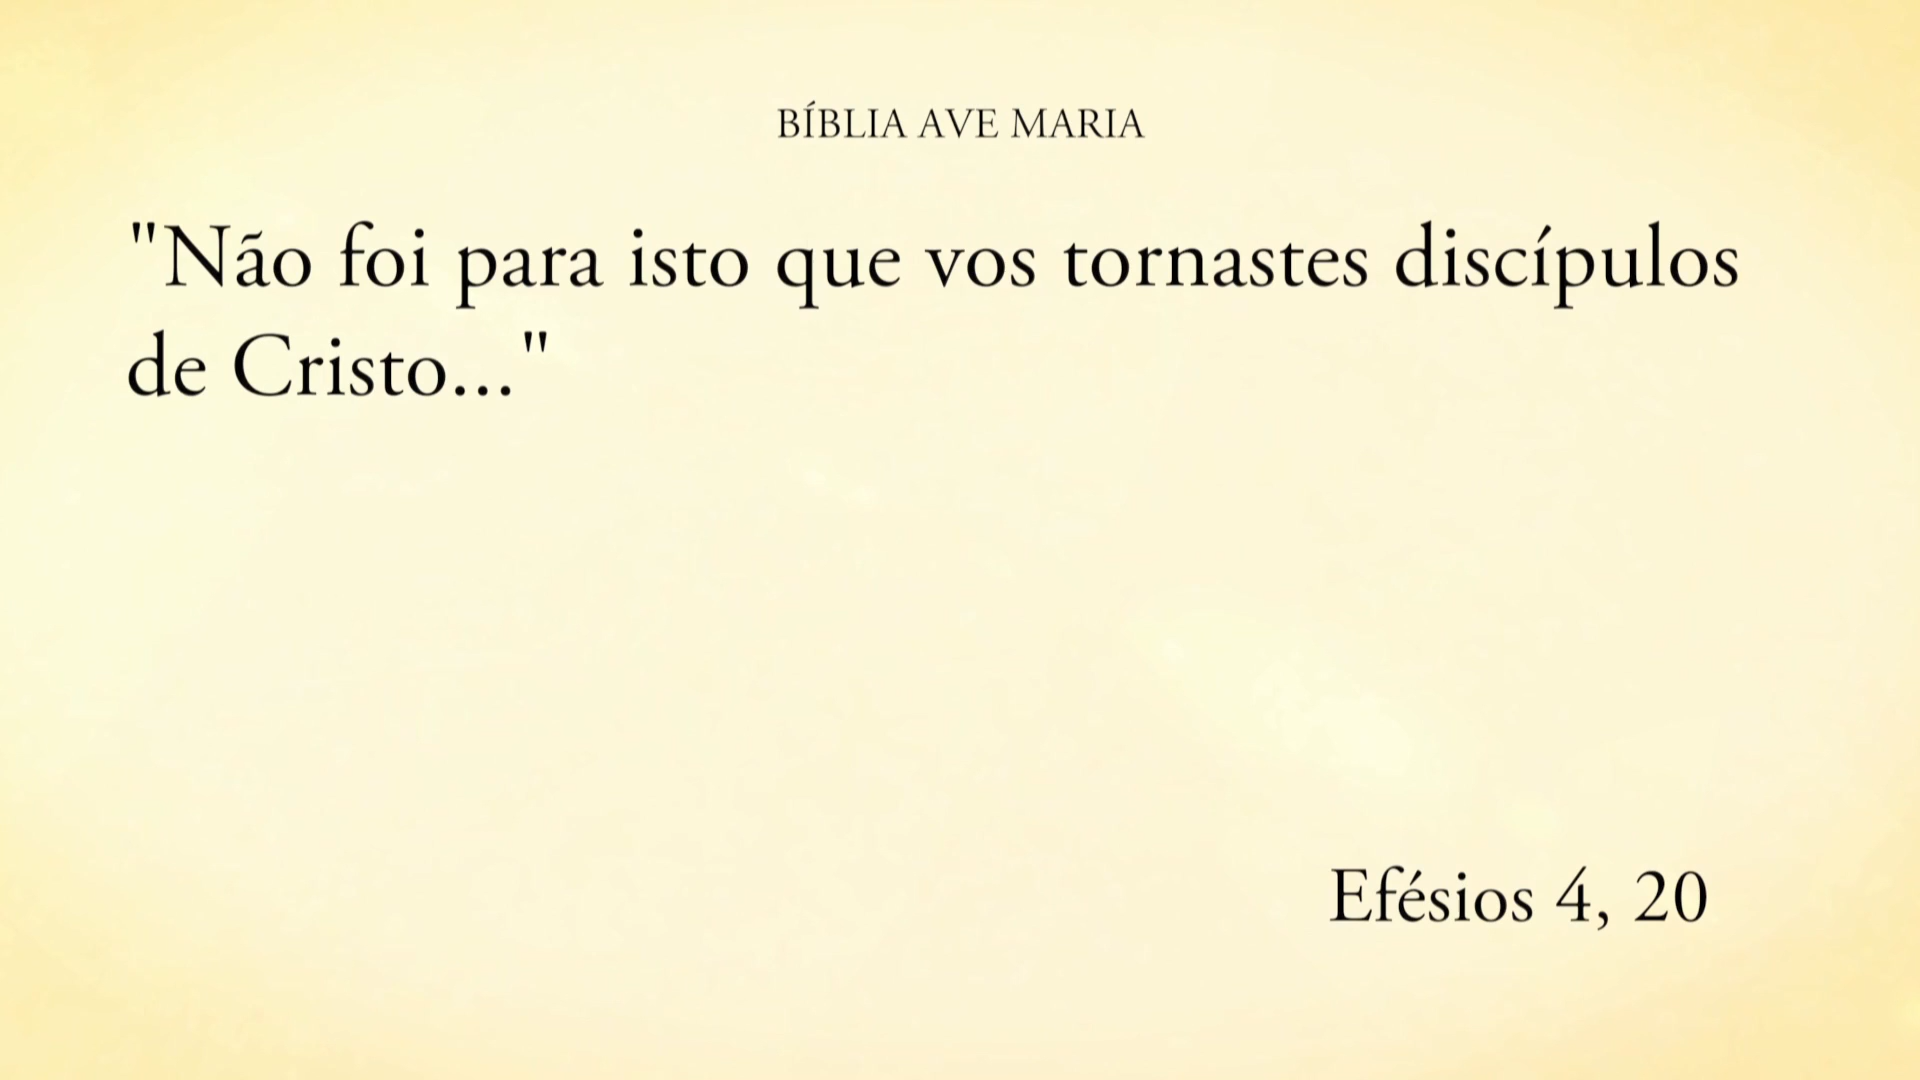 BÍBLIA AVE MARIA
"Não foi para isto que vos tornastes discípulos
de Cristo..."
Efésios 4, 20